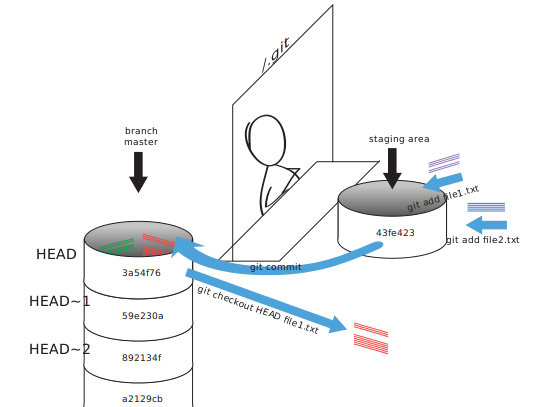 /.git
branch
master
staging area
git add file1.txt
43fe423
git add file2.txt
HEAD
3a54f76
git commit
git checkout HEAD file1.txt
HEAD~1
59e230a
HEAD~2
892134f
a2129cb